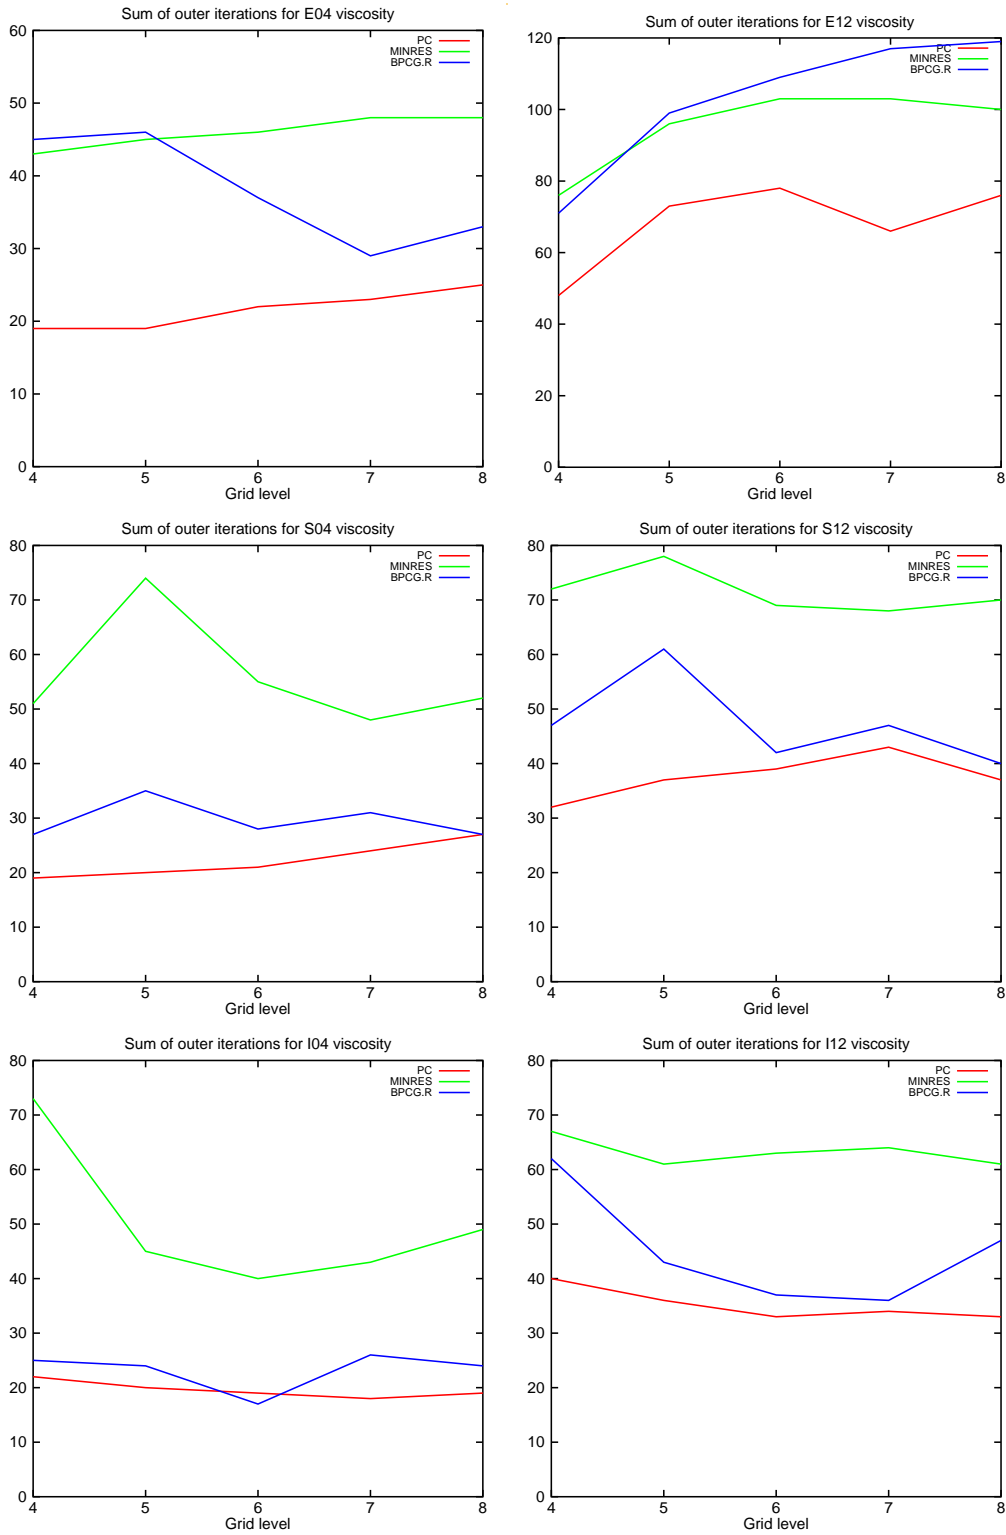 Sum of outer iterations for E04 viscosity
PC
MINRES
BPCG.R
60
50
40
30
20
10
0
4 5 6 7 8
Grid level
Sum of outer iterations for E12 viscosity
PC
MINRES
BPCG.R
120
100
80
60
40
20
0
4 5 6 7 8
Grid level
Sum of outer iterations for S04 viscosity
PC
MINRES
BPCG.R
80
70
60
50
40
30
20
10
0
4 5 6 7 8
Grid level
Sum of outer iterations for S12 viscosity
PC
MINRES
BPCG.R
80
70
60
50
40
30
20
10
0
4 5 6 7 8
Grid level
Sum of outer iterations for I04 viscosity
PC
MINRES
BPCG.R
80
70
60
50
40
30
20
10
0
4 5 6 7 8
Grid level
Sum of outer iterations for I12 viscosity
PC
MINRES
BPCG.R
80
70
60
50
40
30
20
10
0
4 5 6 7 8
Grid level